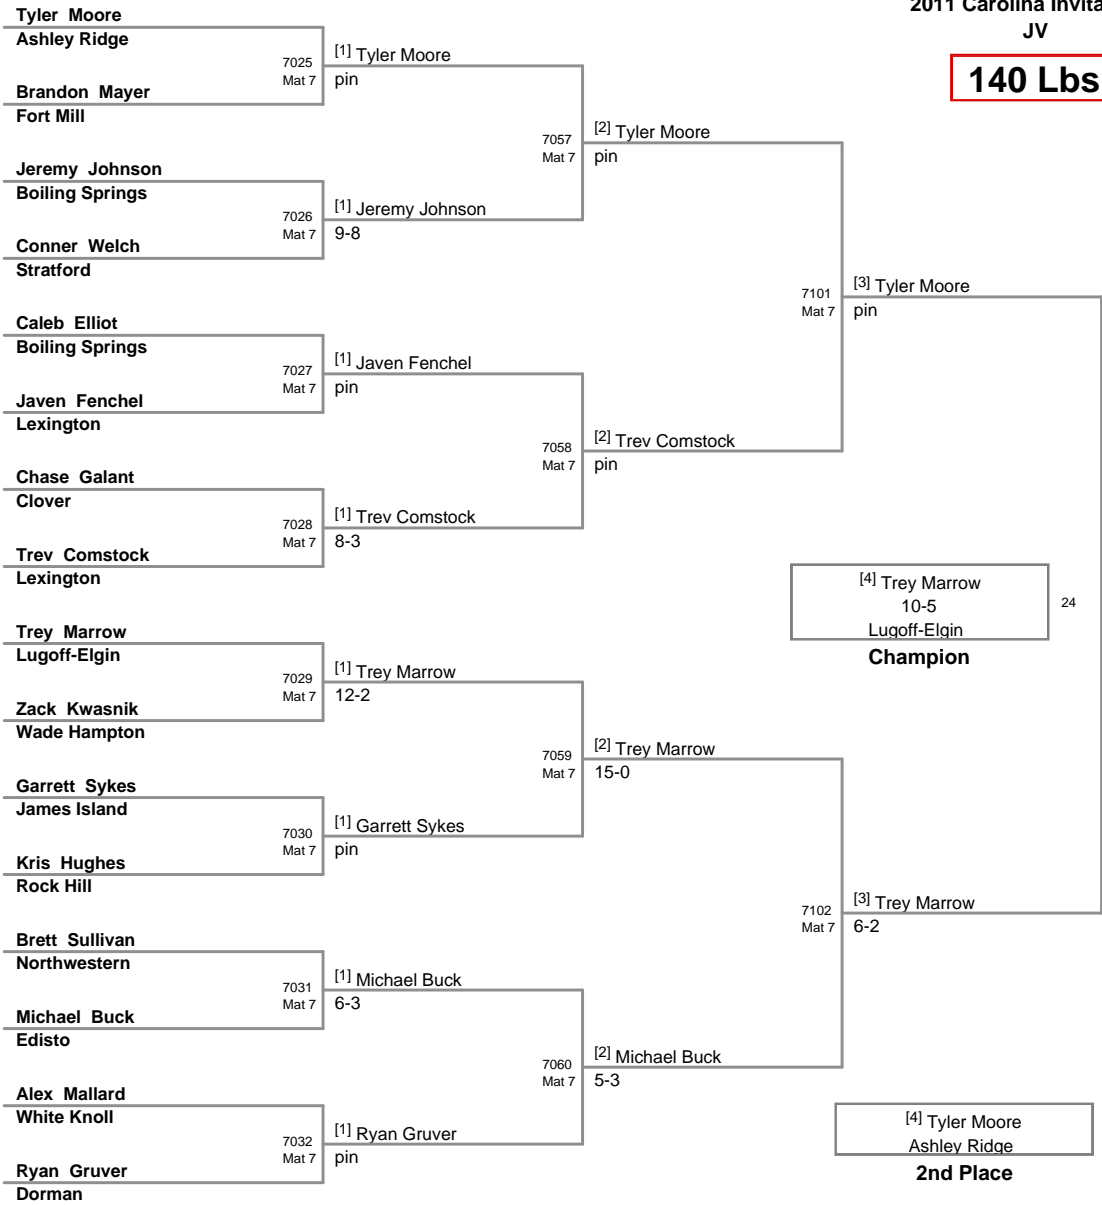 2011 Carolina Invita
JV
140 Lbs
Tyler Moore
Ashley Ridge
7025
Mat 7
[1] Tyler Moore
pin
Brandon Mayer
Fort Mill
7057
Mat 7
[2] Tyler Moore
pin
Jeremy Johnson
Boiling Springs
7026
Mat 7
[1] Jeremy Johnson
9-8
Conner Welch
Stratford
7101
Mat 7
[3] Tyler Moore
pin
Caleb Elliot
Boiling Springs
7027
Mat 7
[1] Javen Fenchel
pin
Javen Fenchel
Lexington
7058
Mat 7
[2] Trev Comstock
pin
Chase Galant
Clover
7028
Mat 7
[1] Trev Comstock
8-3
Trev Comstock
Lexington
[4] Trey Marrow
10-5
Lugoff-Elgin
24
Champion
Trey Marrow
Lugoff-Elgin
7029
Mat 7
[1] Trey Marrow
12-2
Zack Kwasnik
Wade Hampton
7059
Mat 7
[2] Trey Marrow
15-0
Garrett Sykes
James Island
7030
Mat 7
[1] Garrett Sykes
pin
Kris Hughes
Rock Hill
7102
Mat 7
[3] Trey Marrow
6-2
Brett Sullivan
Northwestern
7031
Mat 7
[1] Michael Buck
6-3
Michael Buck
Edisto
7060
Mat 7
[2] Michael Buck
5-3
Alex Mallard
White Knoll
7032
Mat 7
[1] Ryan Gruver
pin
Ryan Gruver
Dorman
[4] Tyler Moore
Ashley Ridge
2nd Place